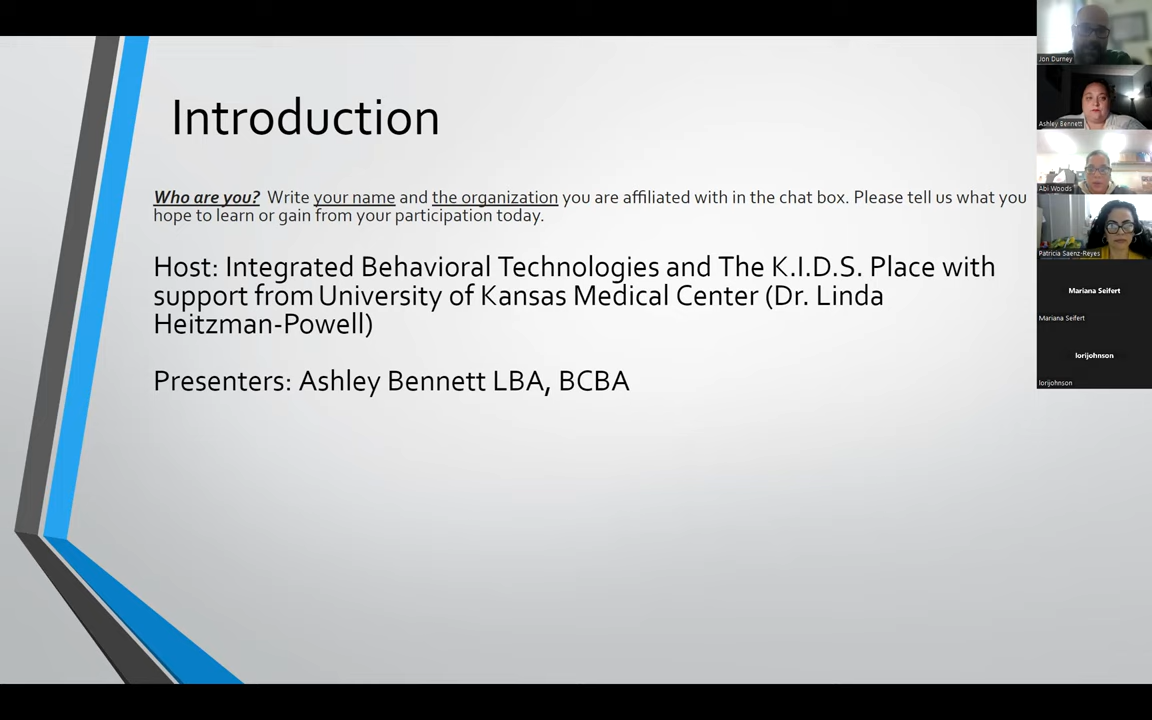 Introduction
Who are you? Write your name and the organization you are affiliated with in the chat box. Please tell us what you
hope to learn or gain from your participation today.
Host: Integrated Behavioral Technologies and The K.I.D.S. Place with
support from University of Kansas Medical Center (Dr. Linda
Heitzman-Powell)
Presenters: Ashley Bennett LBA, BCBA
Jon Durney
Ashley Bennett
Abi Woods
Patricia Saenz-Reyes
Mariana Seifert
Mariana Seifert
lorijohnson
lorijohnson